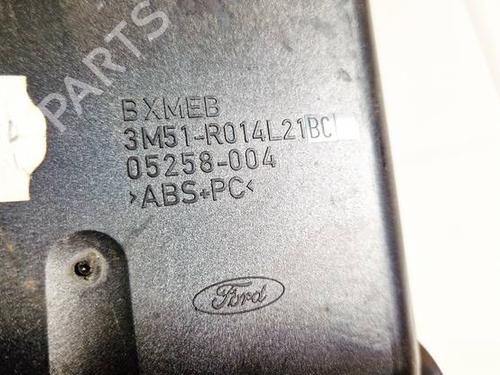 PARTS
BXMEB
3M51-R014L21BC
05258-004
>ABS+PC<
Ford